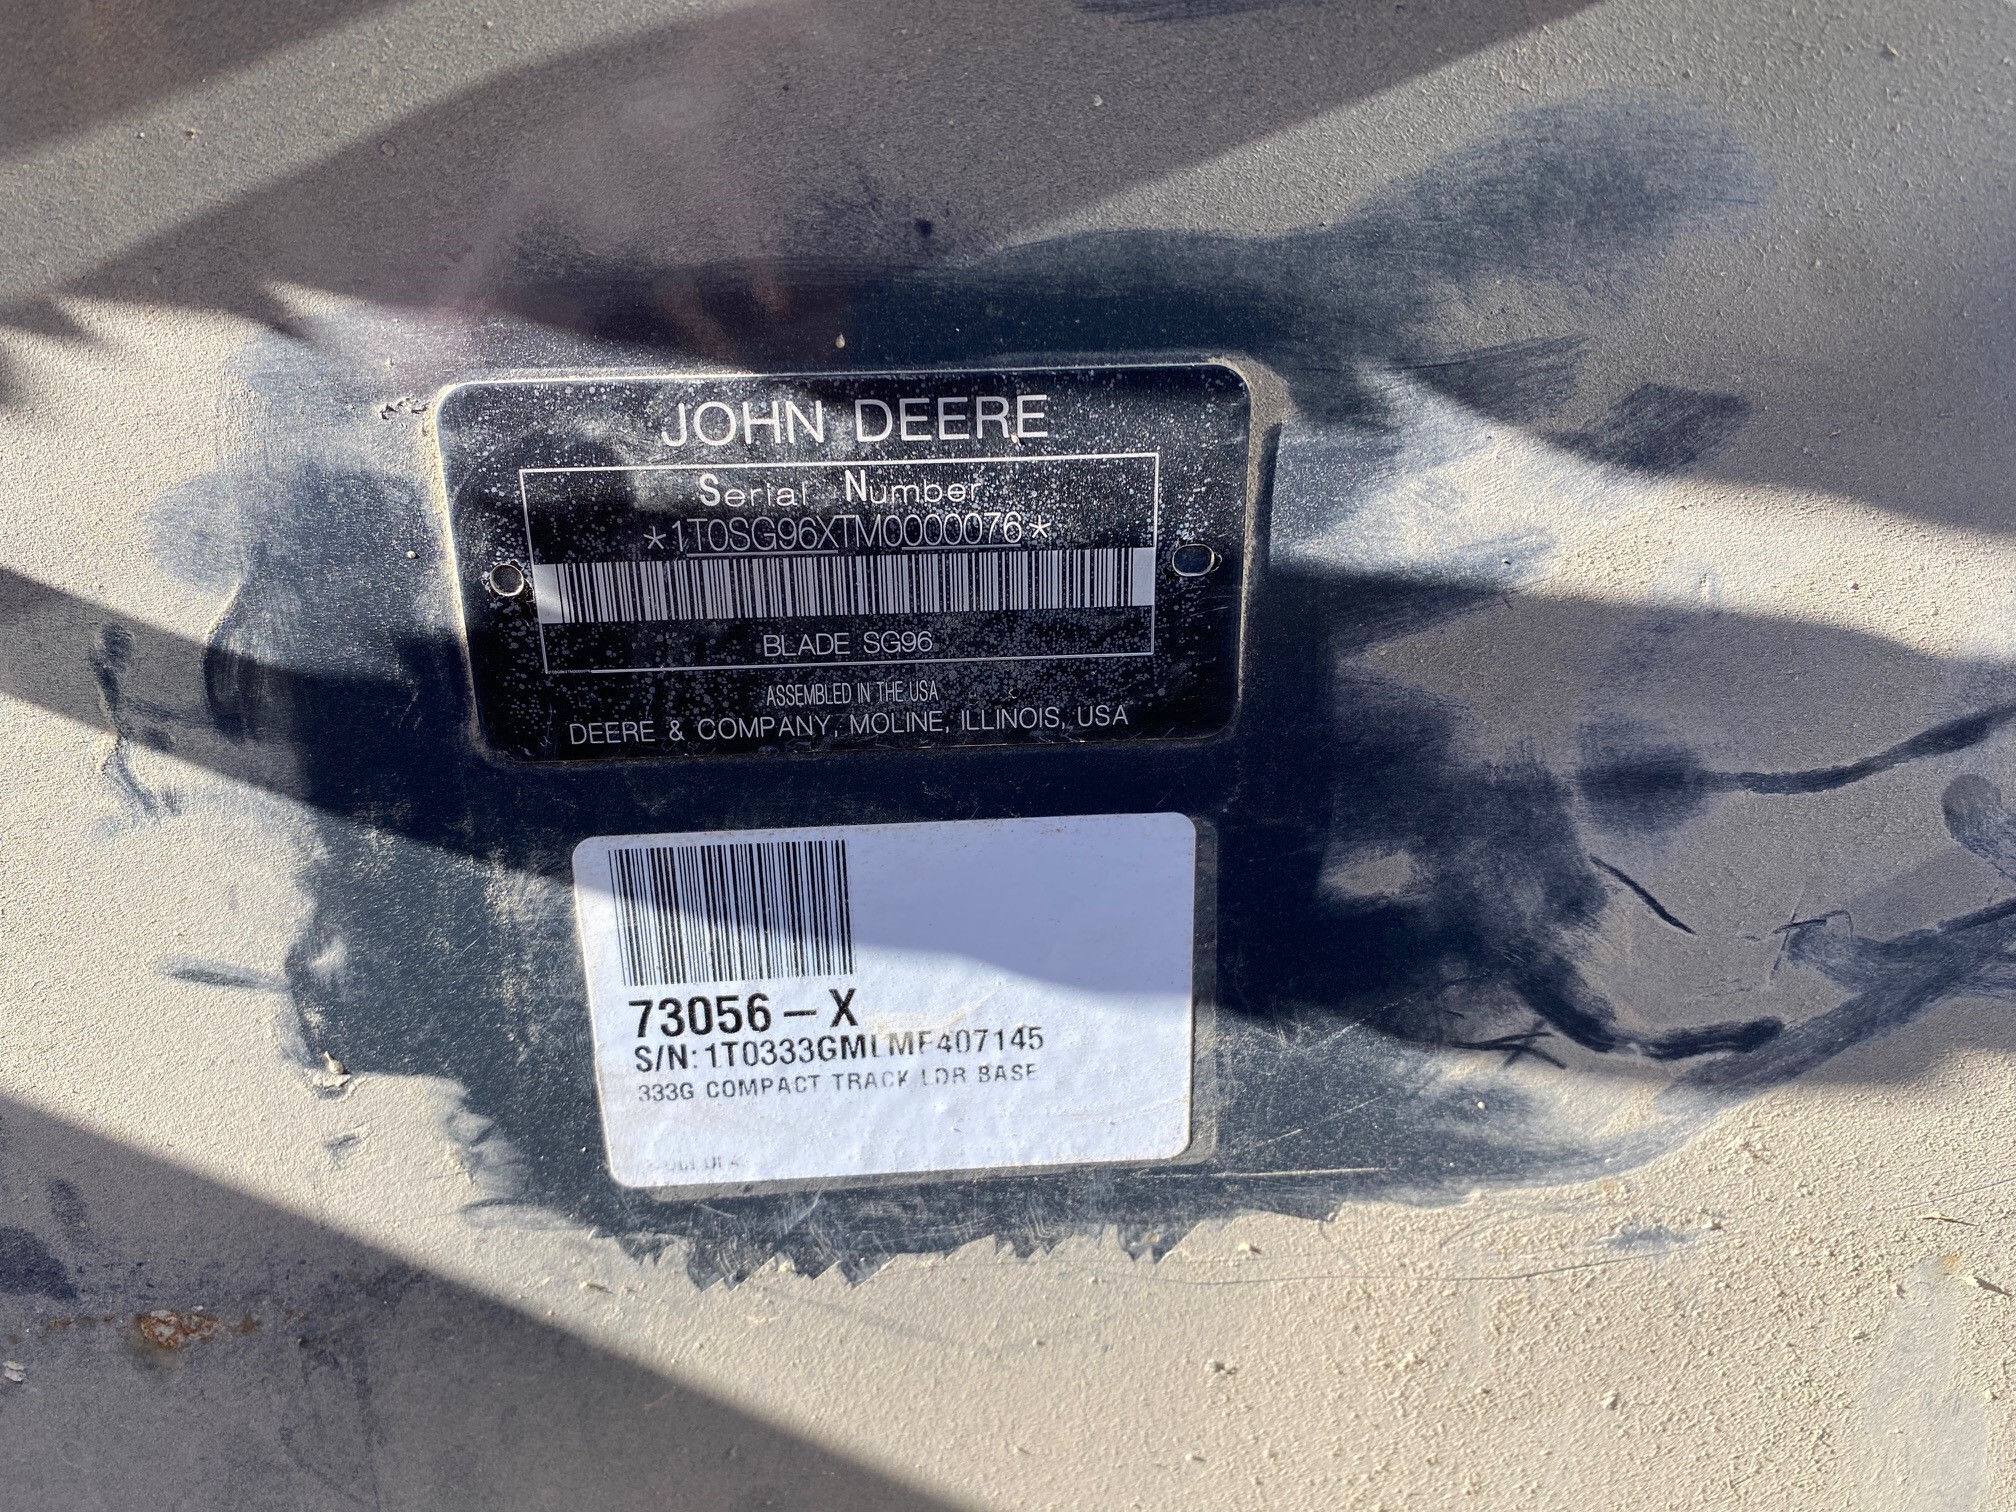 JOHN DEERE
Serial Number
*1T0SG96XTM0000076*
BLADE SG96
ASSEMBLED IN THE USA
DEERE & COMPANY, MOLINE, ILLINOIS, USA
73056-X
S/N: 1T0333GMLMF407145
333G COMPACT TRACK LDR BASE